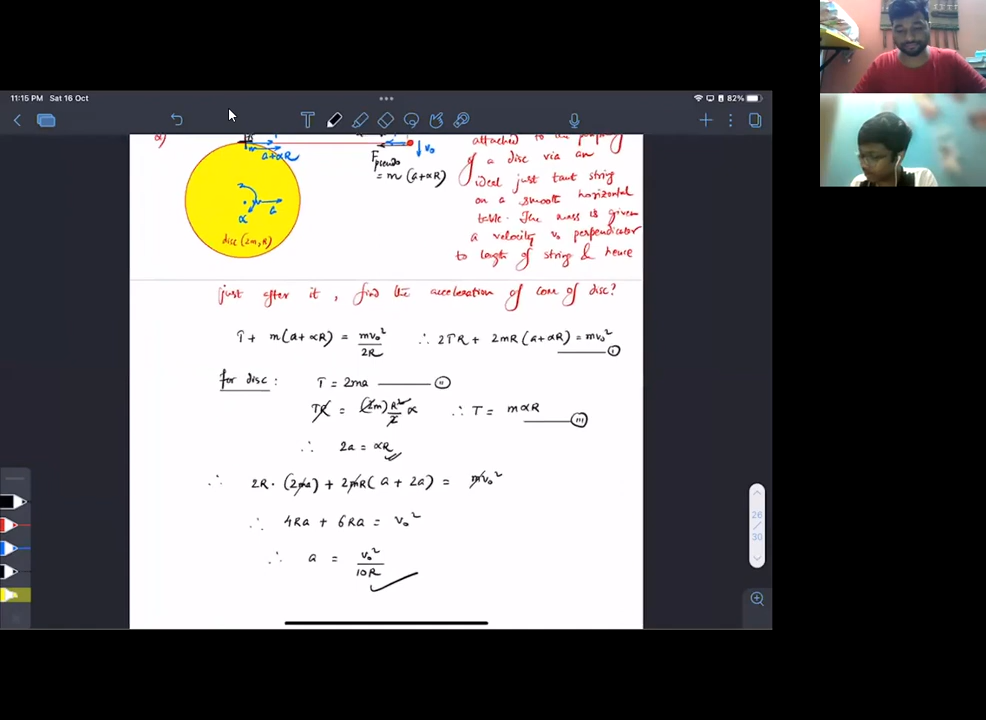 11:15 PM Sat 16 Oct
82%
attached to the
a+αR
v₀
F pseudo
= m (a+αR)
of a disc via an
ideal just taut string
on a smooth horizontal
table. The mass is given
a velocity v₀ perpendicular
to length of string & hence
α
a
disc (2m, R)
just after it, find the acceleration of com of disc?
T + m(a+αR) = mv₀²/2R ∴ 2TR + 2mR (a+αR) = mv₀² — I
for disc: T = 2ma — II
TR = (2m) R²/2 α ∴ T = mαR — III
∴ 2a = αR
∴ 2R · (2ma) + 2mR( a + 2a) = mv₀²
∴ 4Ra + 6Ra = v₀²
∴ a = v₀²/10R
26
/
30